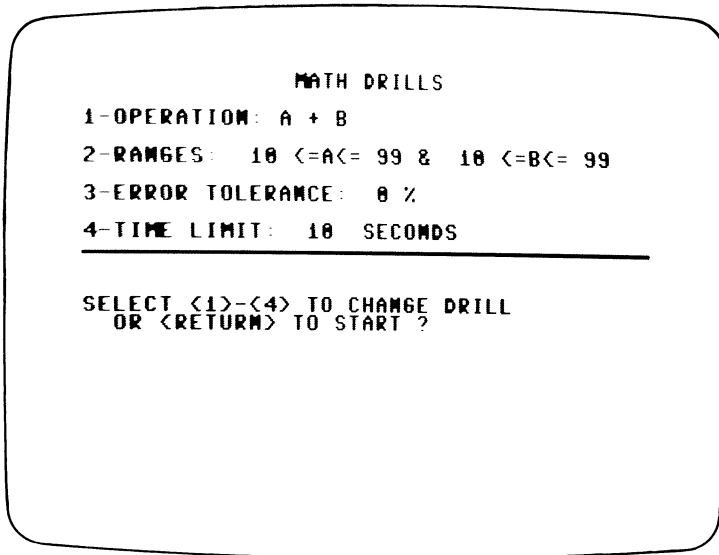 MATH DRILLS
1-OPERATION: A + B
2-RANGES: 10 <=A<= 99 & 10 <=B<= 99
3-ERROR TOLERANCE: 0 %
4-TIME LIMIT: 10 SECONDS
SELECT <1>-<4> TO CHANGE DRILL
OR <RETURN> TO START ?